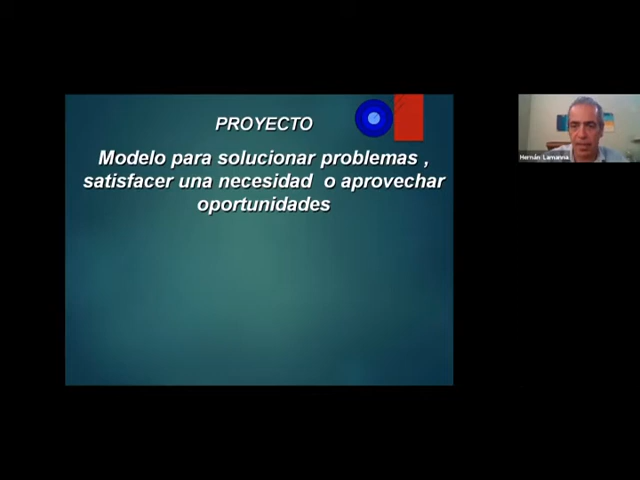 PROYECTO
Modelo para solucionar problemas ,
satisfacer una necesidad o aprovechar
oportunidades
Hernán Lamanna